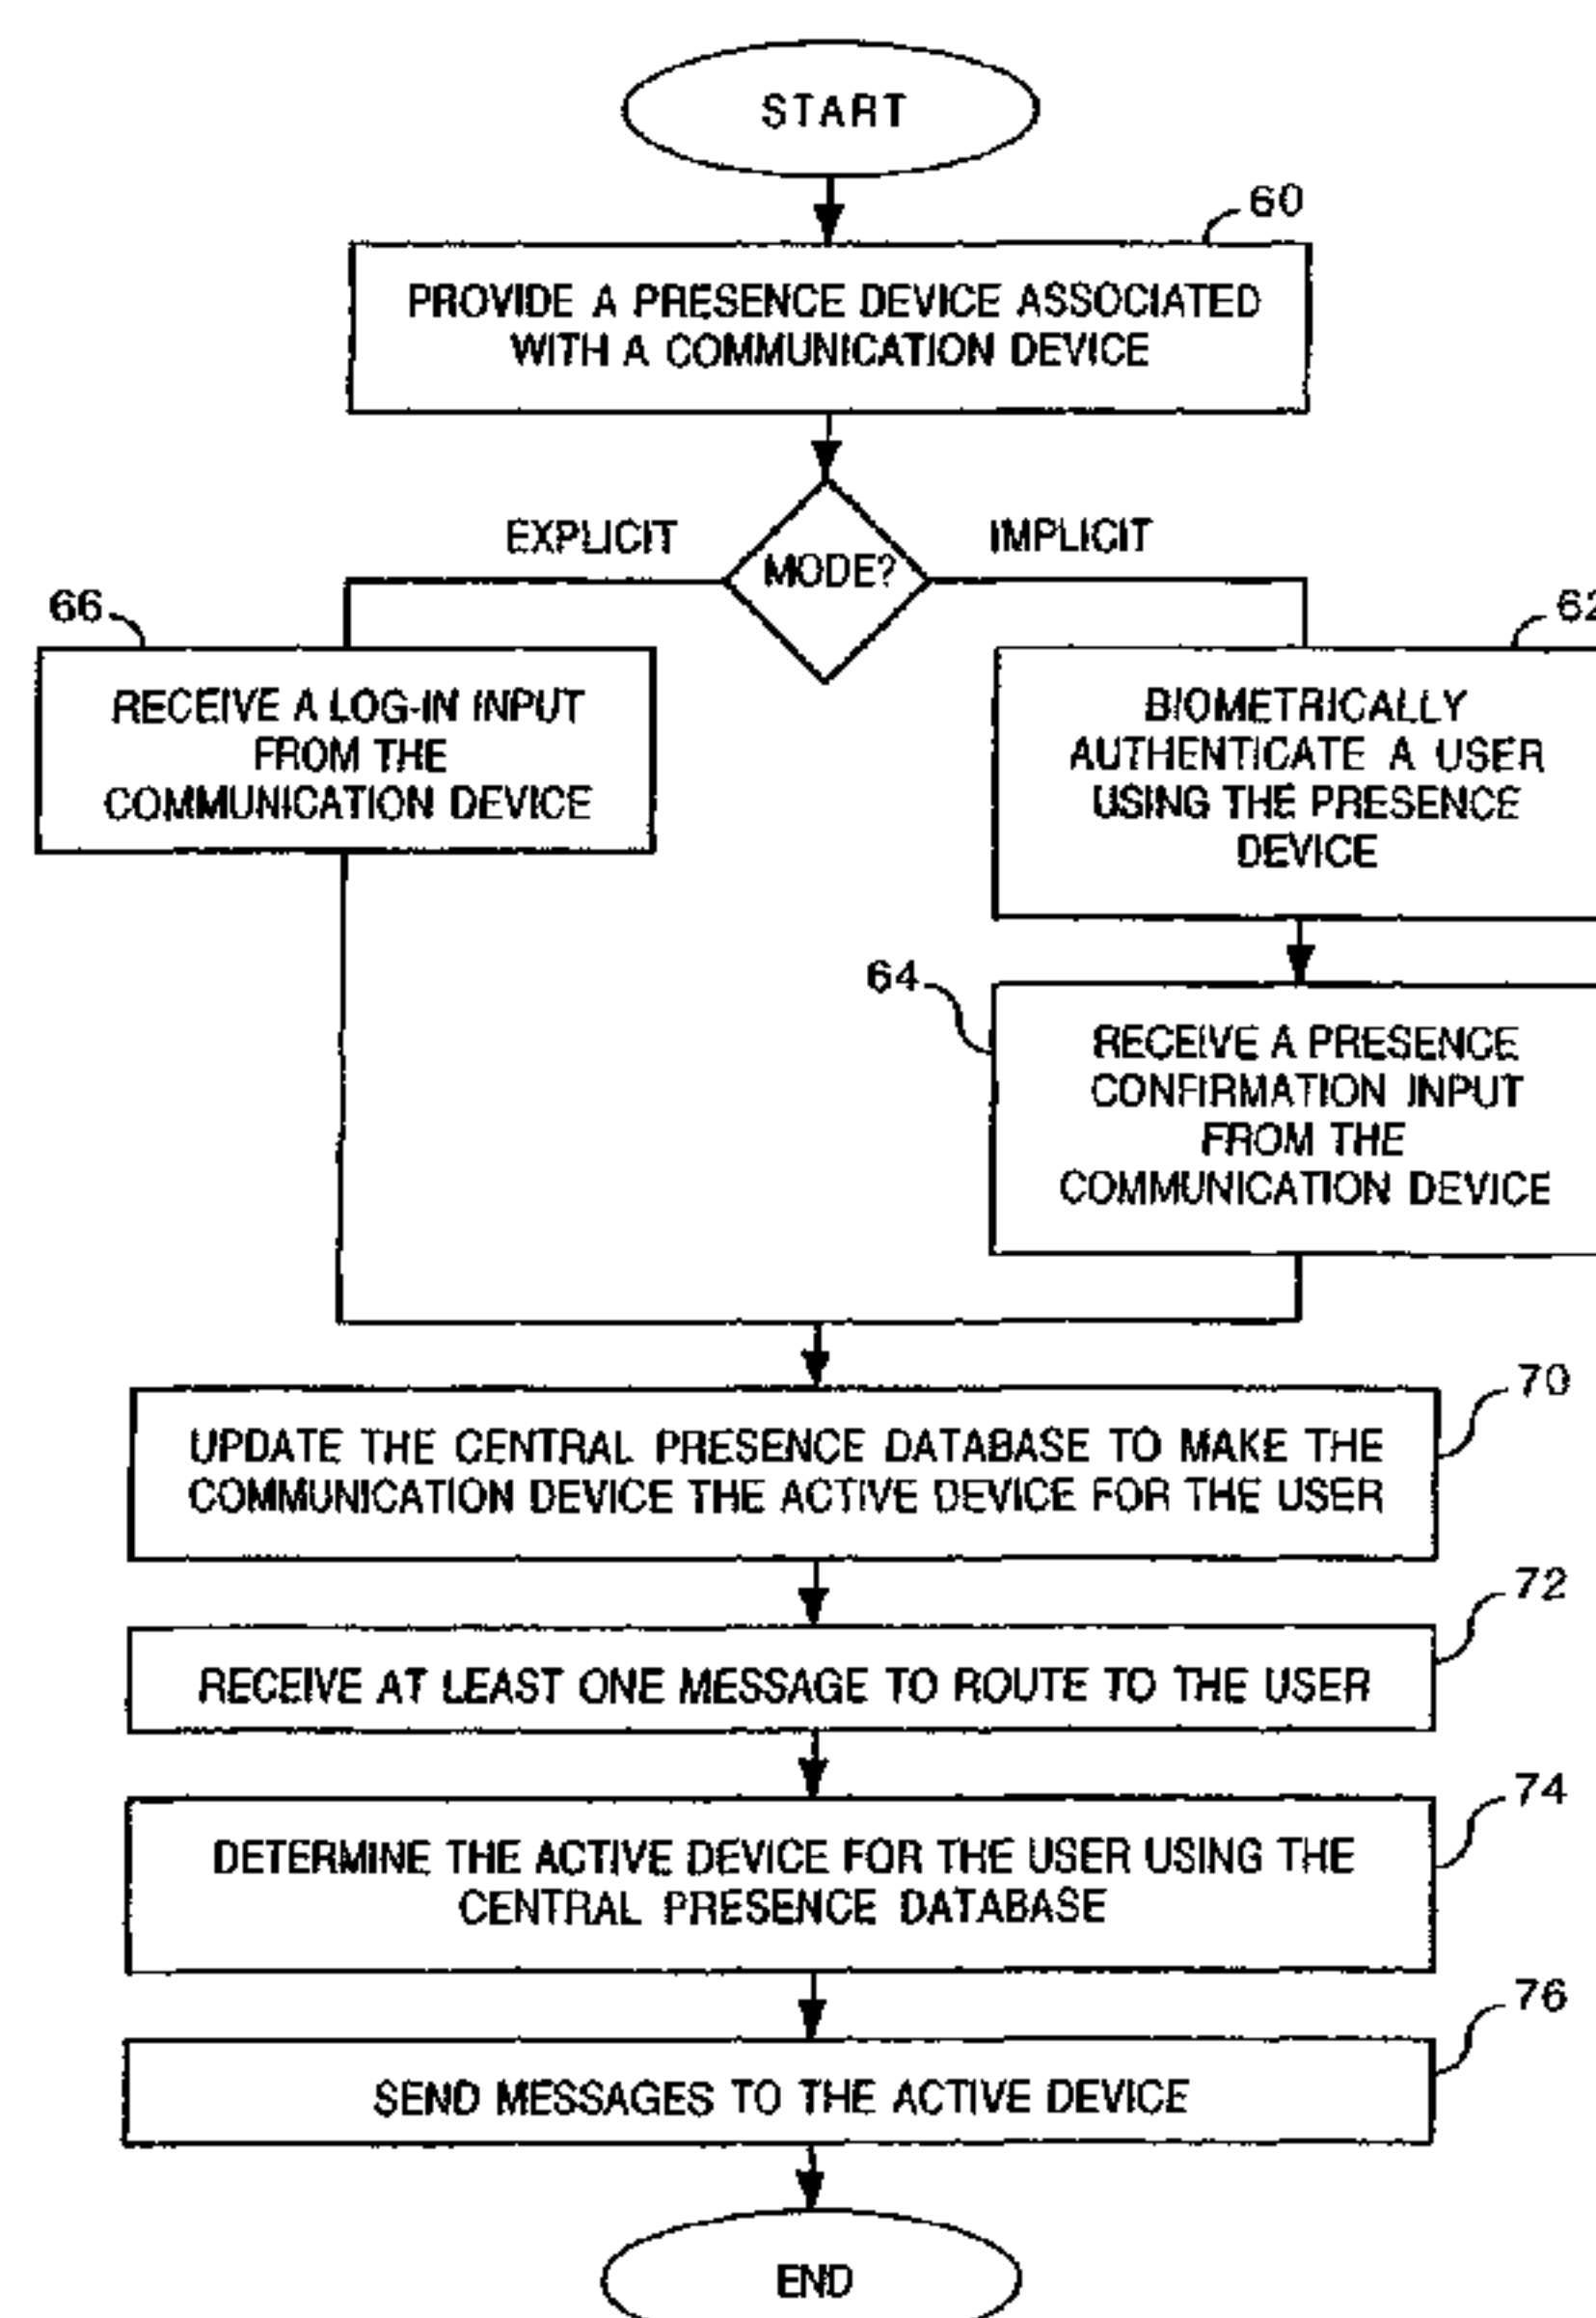 START
60
PROVIDE A PRESENCE DEVICE ASSOCIATED
WITH A COMMUNICATION DEVICE
EXPLICIT
MODE?
IMPLICIT
66
RECEIVE A LOG-IN INPUT
FROM THE
COMMUNICATION DEVICE
62
BIOMETRICALLY
AUTHENTICATE A USER
USING THE PRESENCE
DEVICE
64
RECEIVE A PRESENCE
CONFIRMATION INPUT
FROM THE
COMMUNICATION DEVICE
70
UPDATE THE CENTRAL PRESENCE DATABASE TO MAKE THE
COMMUNICATION DEVICE THE ACTIVE DEVICE FOR THE USER
72
RECEIVE AT LEAST ONE MESSAGE TO ROUTE TO THE USER
74
DETERMINE THE ACTIVE DEVICE FOR THE USER USING THE
CENTRAL PRESENCE DATABASE
76
SEND MESSAGES TO THE ACTIVE DEVICE
END